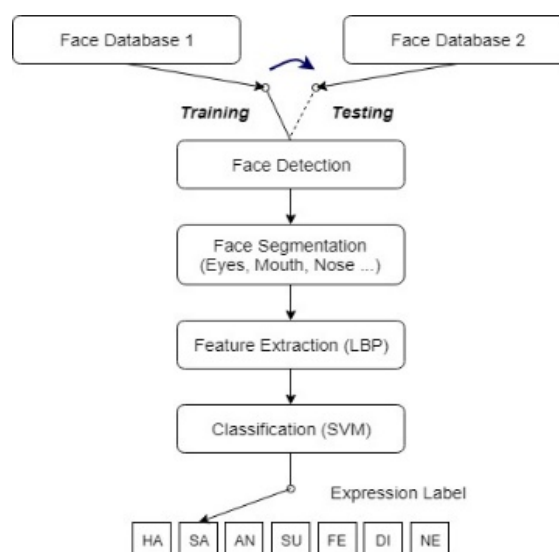 Face Database 1
Face Database 2
Training
Testing
Face Detection
Face Segmentation
(Eyes, Mouth, Nose ...)
Feature Extraction (LBP)
Classification (SVM)
Expression Label
HA SA AN SU FE DI NE